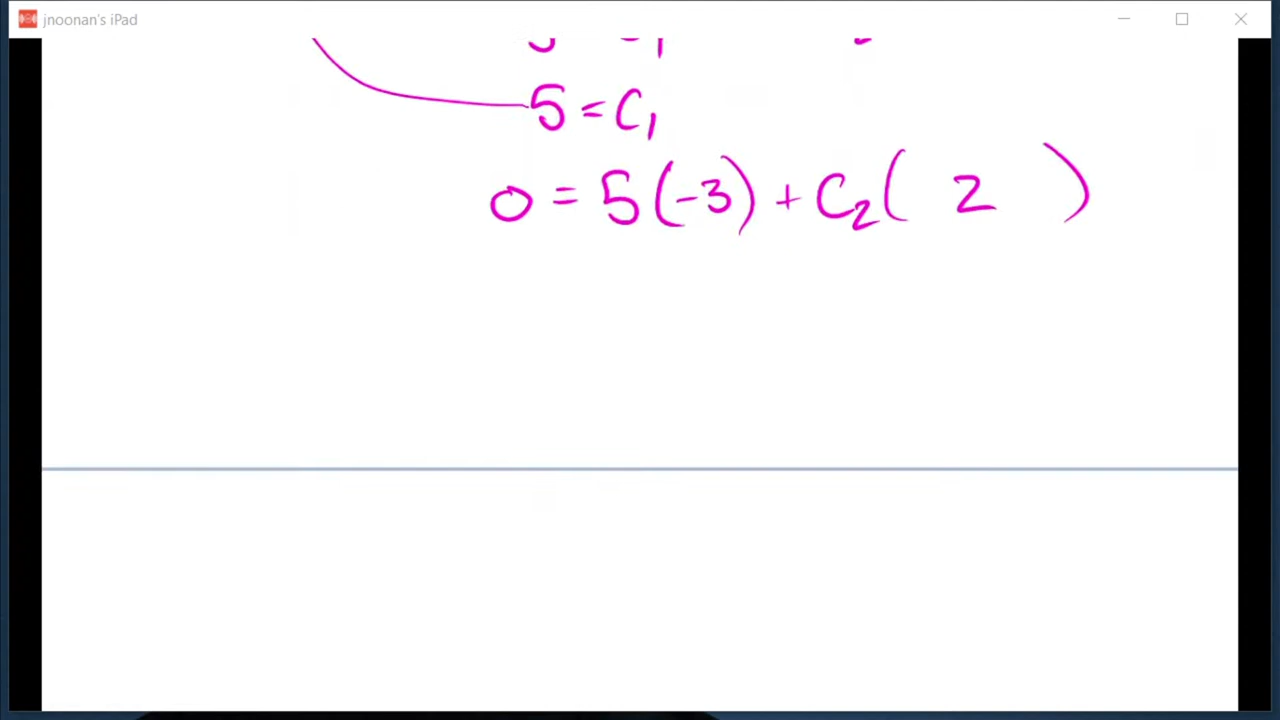 jnoonan's iPad
5 = C₁
0 = 5(-3) + C₂( 2 )